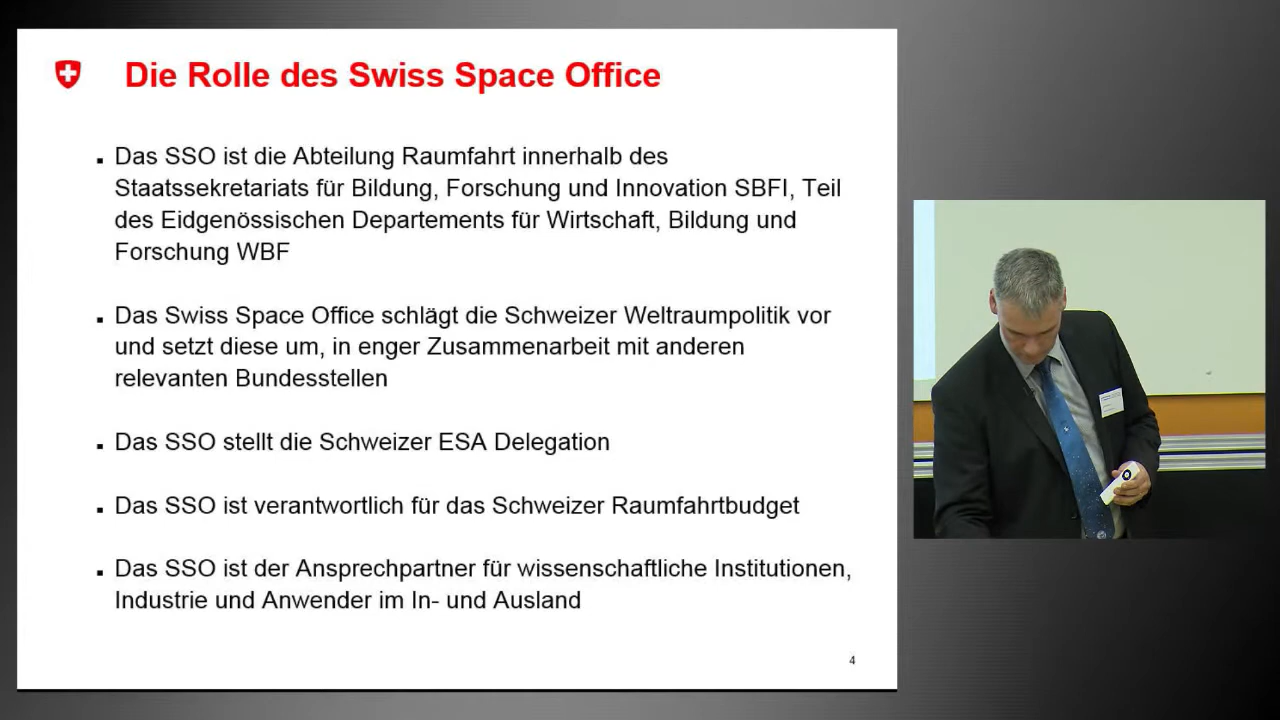 Die Rolle des Swiss Space Office
▪ Das SSO ist die Abteilung Raumfahrt innerhalb des
Staatssekretariats für Bildung, Forschung und Innovation SBFI, Teil
des Eidgenössischen Departements für Wirtschaft, Bildung und
Forschung WBF
▪ Das Swiss Space Office schlägt die Schweizer Weltraumpolitik vor
und setzt diese um, in enger Zusammenarbeit mit anderen
relevanten Bundesstellen
▪ Das SSO stellt die Schweizer ESA Delegation
▪ Das SSO ist verantwortlich für das Schweizer Raumfahrtbudget
▪ Das SSO ist der Ansprechpartner für wissenschaftliche Institutionen,
Industrie und Anwender im In- und Ausland
4